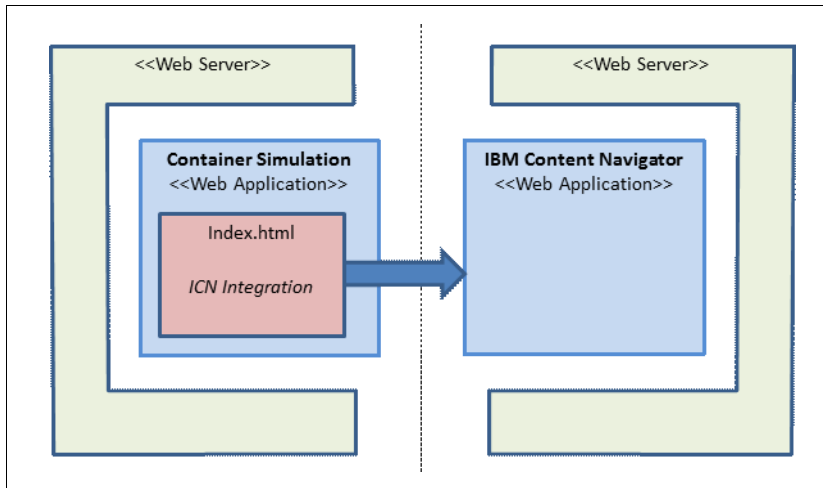 <<Web Server>>
Container Simulation
<<Web Application>>
Index.html
ICN Integration
<<Web Server>>
IBM Content Navigator
<<Web Application>>